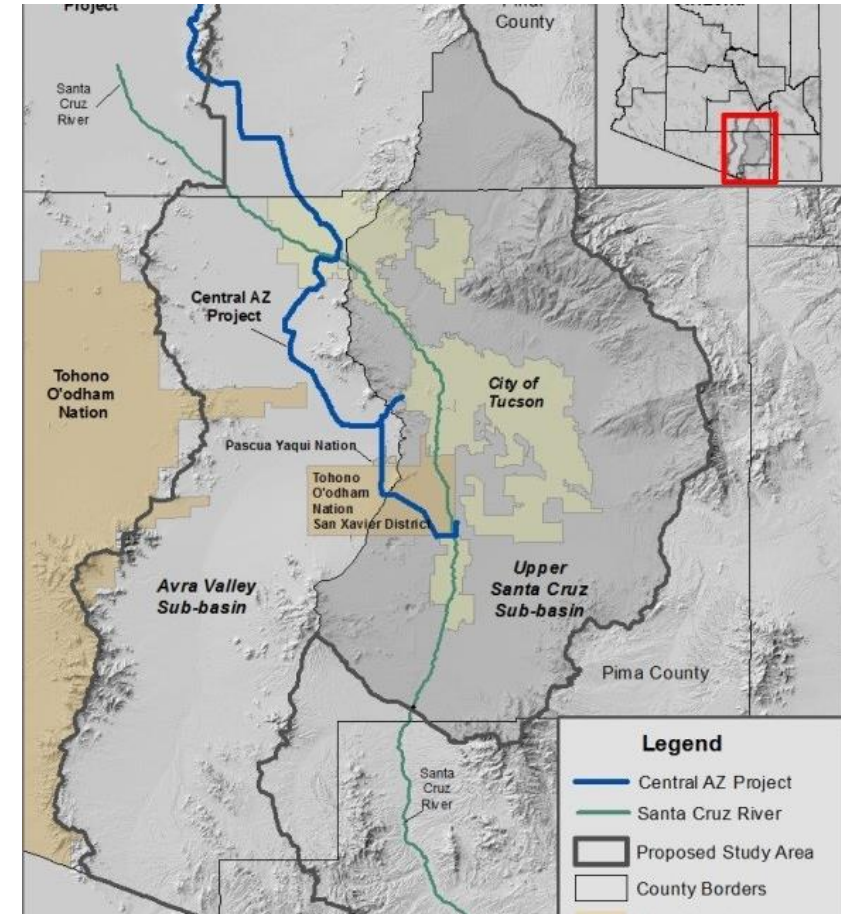 Project
County
Santa
Cruz
River
Central AZ
Project
Tohono
O'odham
Nation
City of
Tucson
Pascua Yaqui Nation
Tohono
O'odham
Nation
San Xavier District
Avra Valley
Sub-basin
Upper
Santa Cruz
Sub-basin
Pima County
Santa
Cruz
River
Legend
Central AZ Project
Santa Cruz River
Proposed Study Area
County Borders